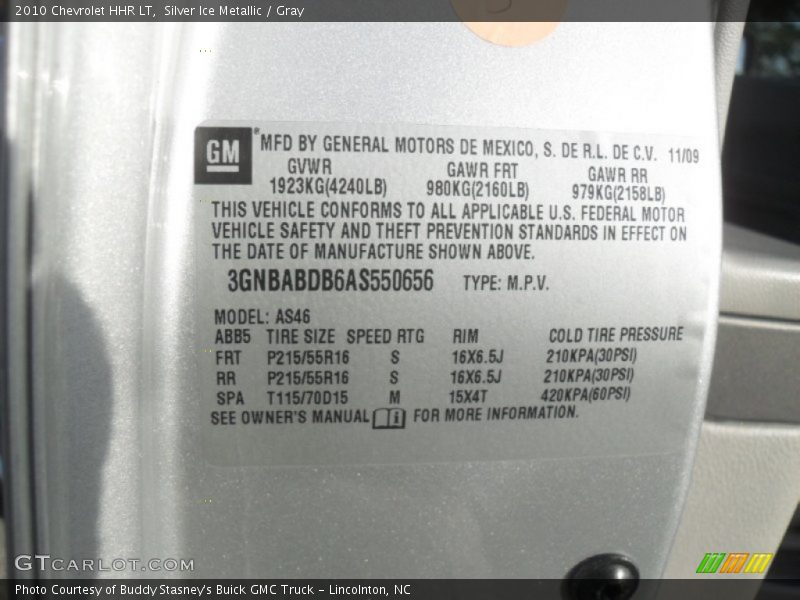 2010 Chevrolet HHR LT,  Silver Ice Metallic / Gray
GM
® MFD BY GENERAL MOTORS DE MEXICO, S. DE R.L. DE C.V. 11/09
GVWR GAWR FRT GAWR RR
1923KG(4240LB) 980KG(2160LB) 979KG(2158LB)
THIS VEHICLE CONFORMS TO ALL APPLICABLE U.S. FEDERAL MOTOR
VEHICLE SAFETY AND THEFT PREVENTION STANDARDS IN EFFECT ON
THE DATE OF MANUFACTURE SHOWN ABOVE.
3GNBABDB6AS550656 TYPE: M.P.V.
MODEL: AS46
ABB5 TIRE SIZE SPEED RTG RIM COLD TIRE PRESSURE
FRT P215/55R16 S 16X6.5J 210KPA(30PSI)
RR P215/55R16 S 16X6.5J 210KPA(30PSI)
SPA T115/70D15 M 15X4T 420KPA(60PSI)
SEE OWNER'S MANUAL i FOR MORE INFORMATION.
GTCARLOT.COM
Photo Courtesy of Buddy Stasney's Buick GMC Truck – Lincolnton, NC